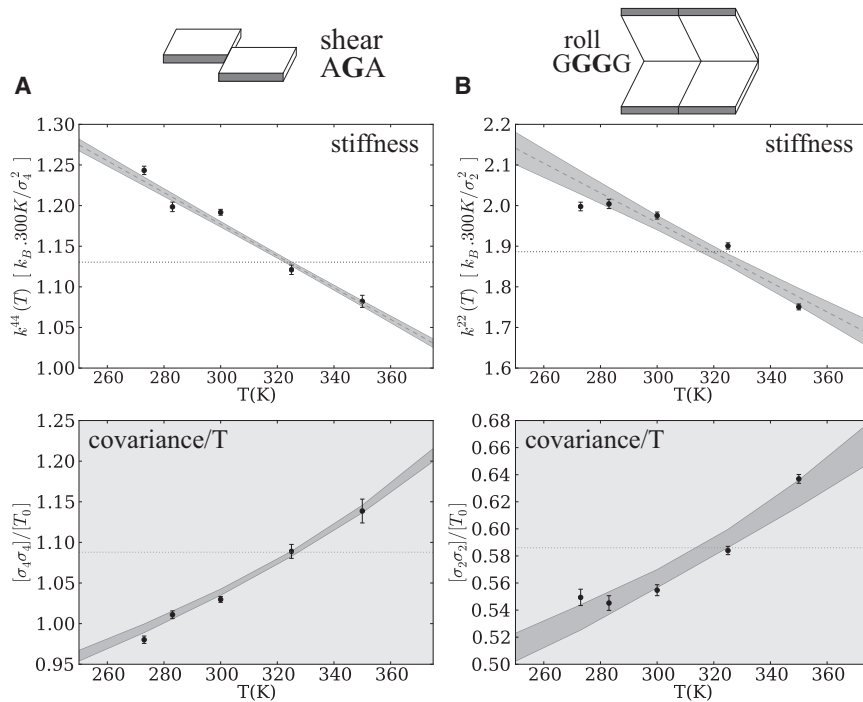 shear
AGA
roll
GGGGG
A
B
stiffness
1.30
1.25
1.20
1.15
1.10
1.05
1.00
k^{44}(T) [ k_B.300K/σ_4^2 ]
260 280 300 320 340 360
T(K)
stiffness
2.2
2.1
2.0
1.9
1.8
1.7
1.6
k^{22}(T) [ k_B.300K/σ_2^2 ]
260 280 300 320 340 360
T(K)
covariance/T
1.25
1.20
1.15
1.10
1.05
1.00
0.95
[σ_4σ_4]/[T_0]
260 280 300 320 340 360
T(K)
covariance/T
0.68
0.66
0.64
0.62
0.60
0.58
0.56
0.54
0.52
0.50
[σ_2σ_2]/[T_0]
260 280 300 320 340 360
T(K)